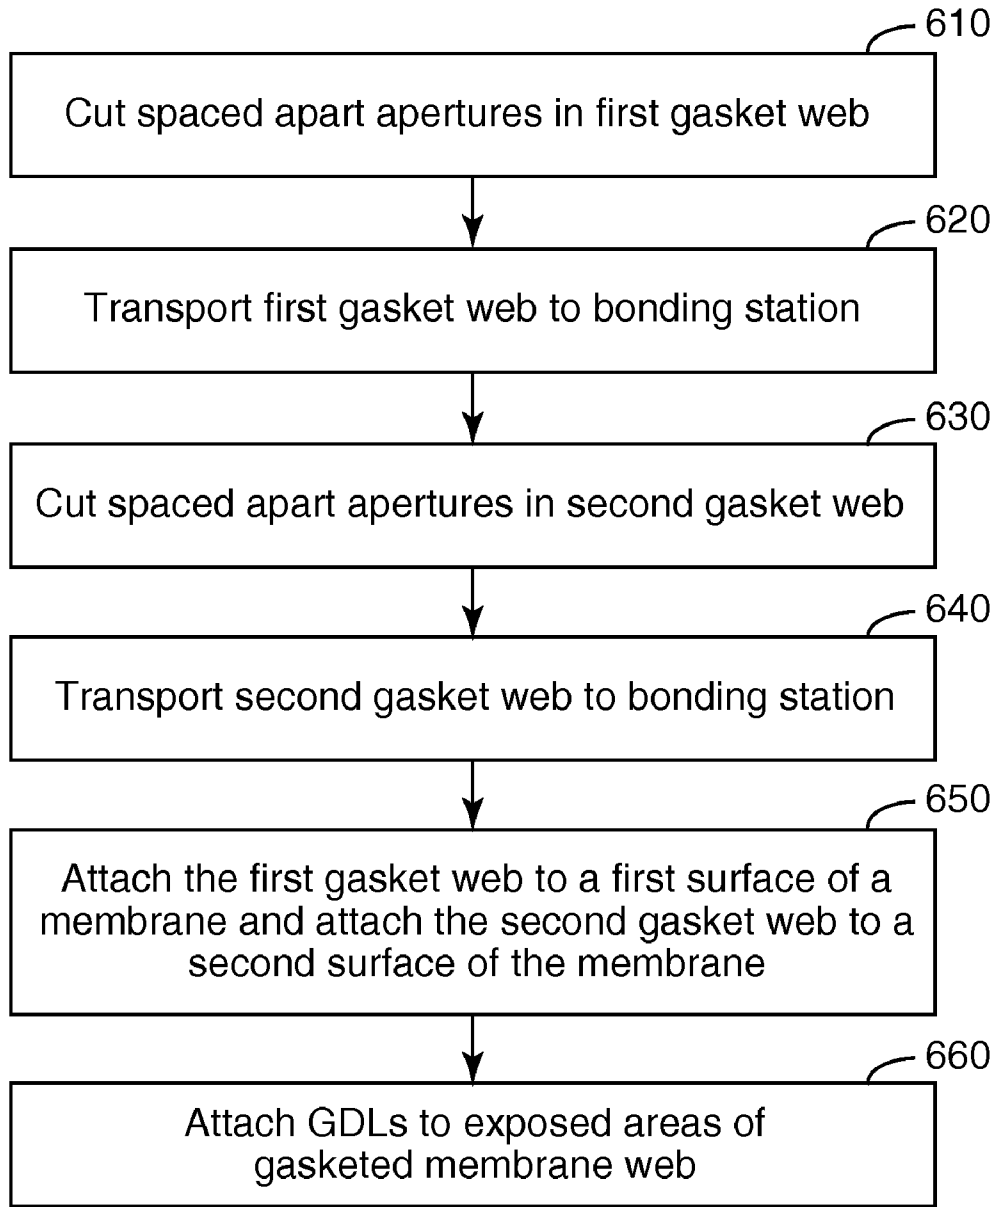 610
Cut spaced apart apertures in first gasket web
620
Transport first gasket web to bonding station
630
Cut spaced apart apertures in second gasket web
640
Transport second gasket web to bonding station
650
Attach the first gasket web to a first surface of a
membrane and attach the second gasket web to a
second surface of the membrane
660
Attach GDLs to exposed areas of
gasketed membrane web